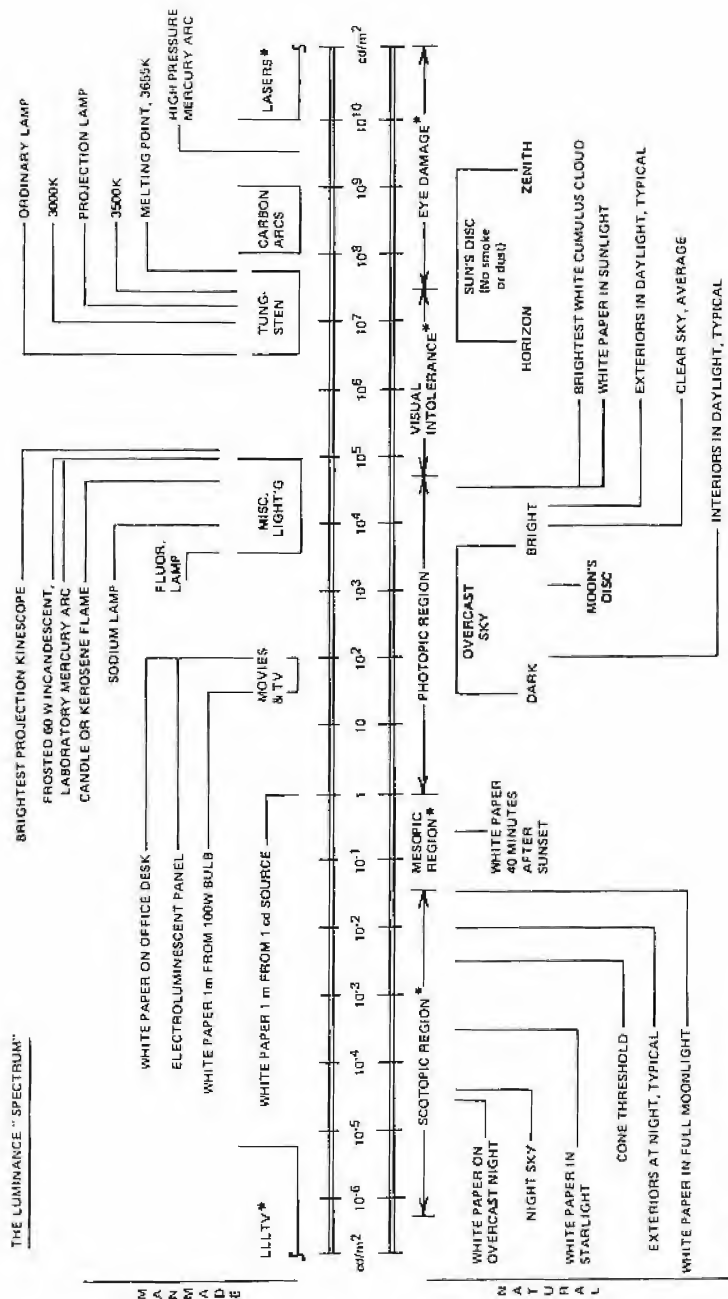 THE LUMINANCE "SPECTRUM"
MAN MADE
BRIGHTEST PROJECTION KINESCOPE
FROSTED 60 W INCANDESCENT,
LABORATORY MERCURY ARC
CANDLE OR KEROSENE FLAME
SODIUM LAMP
FLUOR.
LAMP
MISC.
LIGHT'G
WHITE PAPER ON OFFICE DESK
ELECTROLUMINESCENT PANEL
WHITE PAPER 1m FROM 100W BULB
WHITE PAPER 1 m FROM 1 cd SOURCE
MOVIES
& TV
LLLTV*
ORDINARY LAMP
3000K
PROJECTION LAMP
3500K
MELTING POINT, 3655K
HIGH PRESSURE
MERCURY ARC
TUNG-
STEN
CARBON
ARCS
LASERS*
cd/m²
10⁻⁶
10⁻⁵
10⁻⁴
10⁻³
10⁻²
10⁻¹
1
10
10²
10³
10⁴
10⁵
10⁶
10⁷
10⁸
10⁹
10¹⁰
cd/m²
SCOTOPIC REGION*
MESOPIC
REGION*
PHOTOPIC REGION
VISUAL
INTOLERANCE*
EYE DAMAGE*
NATURAL
WHITE PAPER ON
OVERCAST NIGHT
NIGHT SKY
WHITE PAPER IN
STARLIGHT
CONE THRESHOLD
EXTERIORS AT NIGHT, TYPICAL
WHITE PAPER IN FULL MOONLIGHT
WHITE PAPER
40 MINUTES
AFTER
SUNSET
OVERCAST
SKY
DARK
BRIGHT
MOON'S
DISC
SUN'S DISC
(No smoke
or dust)
HORIZON
ZENITH
BRIGHTEST WHITE CUMULUS CLOUD
WHITE PAPER IN SUNLIGHT
EXTERIORS IN DAYLIGHT, TYPICAL
CLEAR SKY, AVERAGE
INTERIORS IN DAYLIGHT, TYPICAL